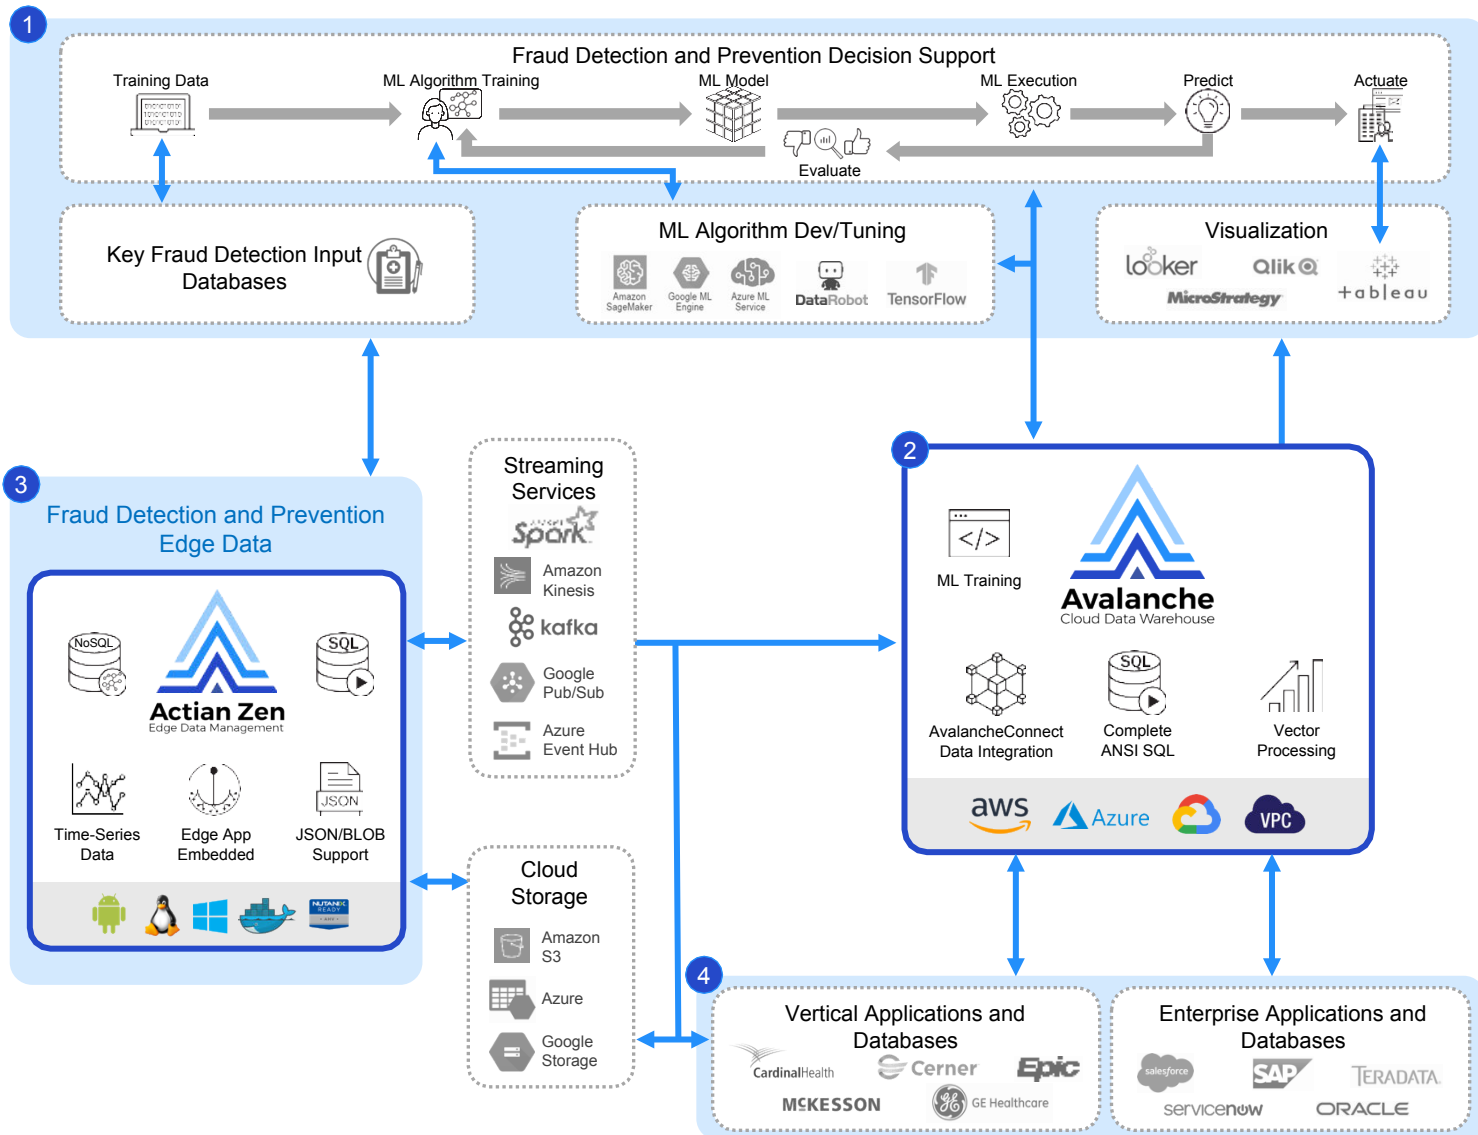 1
Fraud Detection and Prevention Decision Support
Training Data
ML Algorithm Training
ML Model
ML Execution
Predict
Actuate
Evaluate
Key Fraud Detection Input
Databases
ML Algorithm Dev/Tuning
Amazon
SageMaker
Google ML
Engine
Azure ML
Service
DataRobot
TensorFlow
Visualization
looker
Qlik
MicroStrategy
+ableau
3
Fraud Detection and Prevention
Edge Data
NoSQL
SQL
Actian Zen
Edge Data Management
JSON
Time-Series
Data
Edge App
Embedded
JSON/BLOB
Support
NUTANIX
READY
Streaming
Services
Spark
Amazon
Kinesis
kafka
Google
Pub/Sub
Azure
Event Hub
Cloud
Storage
Amazon
S3
Azure
Google
Storage
2
</>
ML Training
Avalanche
Cloud Data Warehouse
SQL
AvalancheConnect
Data Integration
Complete
ANSI SQL
Vector
Processing
aws
Azure
VPC
4
Vertical Applications and
Databases
CardinalHealth
Cerner
Epic
MCKESSON
GE Healthcare
Enterprise Applications and
Databases
salesforce
SAP
TERADATA
servicenow
ORACLE